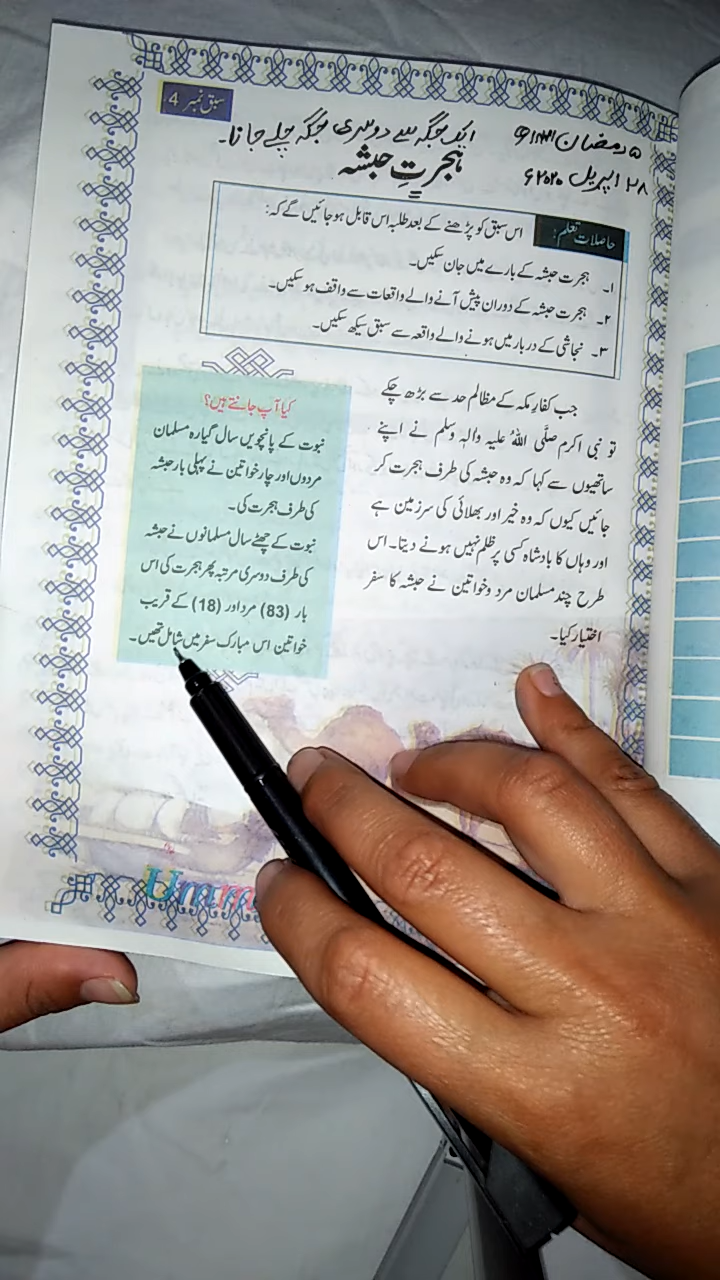 سبق نمبر 4
۵ رمضان ۱۴۴۱ھ
ایک جگہ سے دوسری جگہ چلے جانا۔
۲۸ اپریل ۲۰۲۰ء
ہجرتِ حبشہ
حاصلات تعلم: اس سبق کو پڑھنے کے بعد طلبہ اس قابل ہو جائیں گے کہ:
۱۔ ہجرت حبشہ کے بارے میں جان سکیں۔
۲۔ ہجرت حبشہ کے دوران پیش آنے والے واقعات سے واقف ہو سکیں۔
۳۔ نجاشی کے دربار میں ہونے والے واقعہ سے سبق سیکھ سکیں۔
جب کفارِ مکہ کے مظالم حد سے بڑھ چکے
تو نبی اکرم صلَّی اللہُ علیہ واٰلہٖ وسلم نے اپنے
ساتھیوں سے کہا کہ وہ حبشہ کی طرف ہجرت کر
جائیں کیوں کہ وہ خیر اور بھلائی کی سرزمین ہے
اور وہاں کا بادشاہ کسی پر ظلم نہیں ہونے دیتا۔ اس
طرح چند مسلمان مرد وخواتین نے حبشہ کا سفر
اختیار کیا۔
کیا آپ جانتے ہیں؟
نبوت کے پانچویں سال گیارہ مسلمان
مردوں اور چار خواتین نے پہلی بار حبشہ
کی طرف ہجرت کی۔
نبوت کے چھٹے سال مسلمانوں نے حبشہ
کی طرف دوسری مرتبہ پھر ہجرت کی اس
بار (83) مرد اور (18) کے قریب
خواتین اس مبارک سفر میں شامل تھیں۔